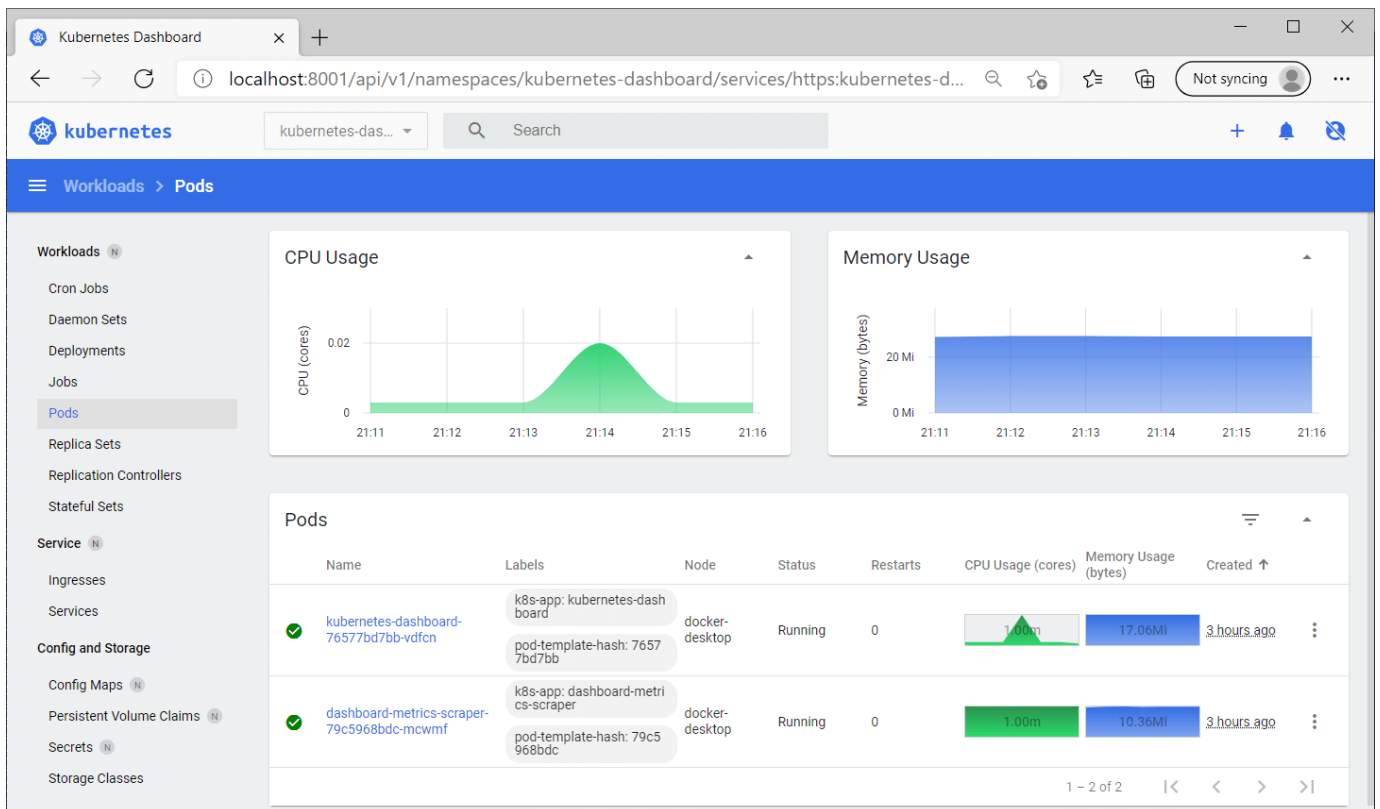 Kubernetes Dashboard
localhost:8001/api/v1/namespaces/kubernetes-dashboard/services/https:kubernetes-d...
Not syncing
kubernetes
kubernetes-das...
Search
Workloads > Pods
Workloads N
Cron Jobs
Daemon Sets
Deployments
Jobs
Pods
Replica Sets
Replication Controllers
Stateful Sets
Service N
Ingresses
Services
Config and Storage
Config Maps N
Persistent Volume Claims N
Secrets N
Storage Classes
CPU Usage
CPU (cores)
0.02
0
21:11 21:12 21:13 21:14 21:15 21:16
Memory Usage
Memory (bytes)
20 Mi
0 Mi
21:11 21:12 21:13 21:14 21:15 21:16
Pods
Name Labels Node Status Restarts CPU Usage (cores) Memory Usage
(bytes) Created
kubernetes-dashboard-
76577bd7bb-vdfcn
k8s-app: kubernetes-dash
board
pod-template-hash: 7657
7bd7bb
docker-
desktop
Running
0
1.00m
17.06Mi
3 hours ago
dashboard-metrics-scraper-
79c5968bdc-mcwmf
k8s-app: dashboard-metri
cs-scraper
pod-template-hash: 79c5
968bdc
docker-
desktop
Running
0
1.00m
10.36Mi
3 hours ago
1 – 2 of 2